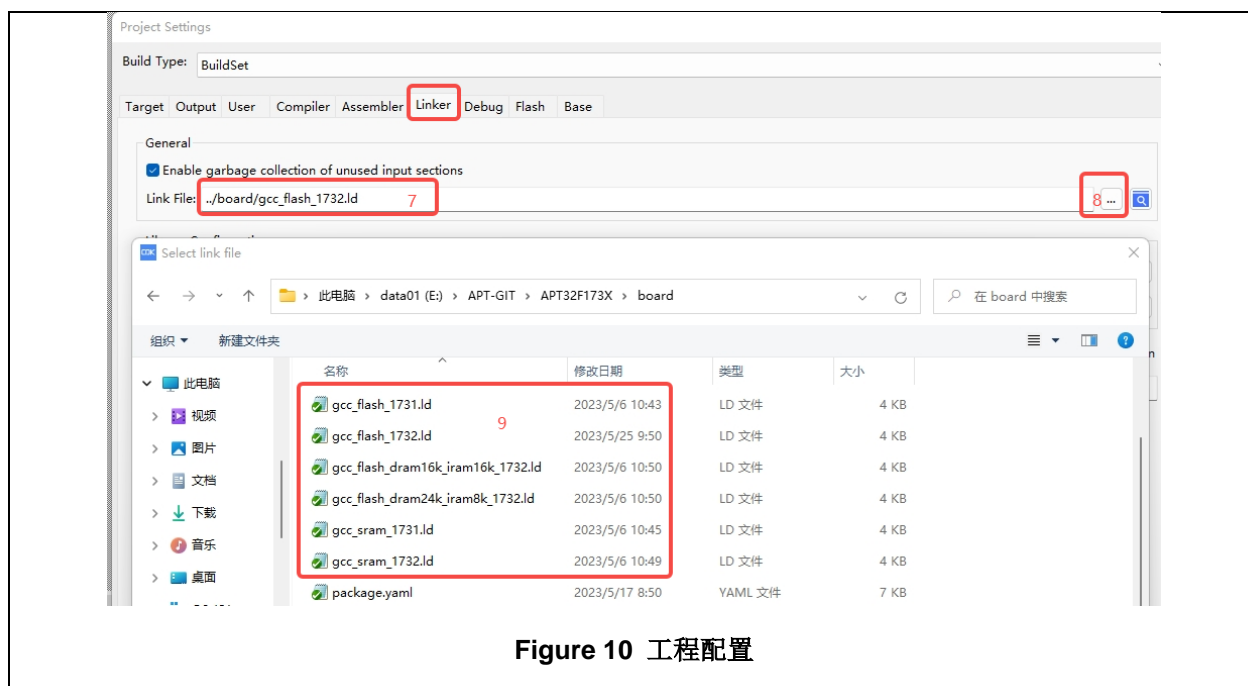 Project Settings
Build Type: BuildSet
Target Output User Compiler Assembler Linker Debug Flash Base
General
Enable garbage collection of unused input sections
Link File: ../board/gcc_flash_1732.ld 7 8 ...
CDK Select link file
此电脑 › data01 (E:) › APT-GIT › APT32F173X › board 在 board 中搜索
组织 新建文件夹
名称 修改日期 类型 大小
此电脑
gcc_flash_1731.ld 2023/5/6 10:43 LD 文件 4 KB
视频
9
gcc_flash_1732.ld 2023/5/25 9:50 LD 文件 4 KB
图片
gcc_flash_dram16k_iram16k_1732.ld 2023/5/6 10:50 LD 文件 4 KB
文档
gcc_flash_dram24k_iram8k_1732.ld 2023/5/6 10:50 LD 文件 4 KB
下载
gcc_sram_1731.ld 2023/5/6 10:45 LD 文件 4 KB
音乐
gcc_sram_1732.ld 2023/5/6 10:49 LD 文件 4 KB
桌面
package.yaml 2023/5/17 8:50 YAML 文件 7 KB
Figure 10 工程配置